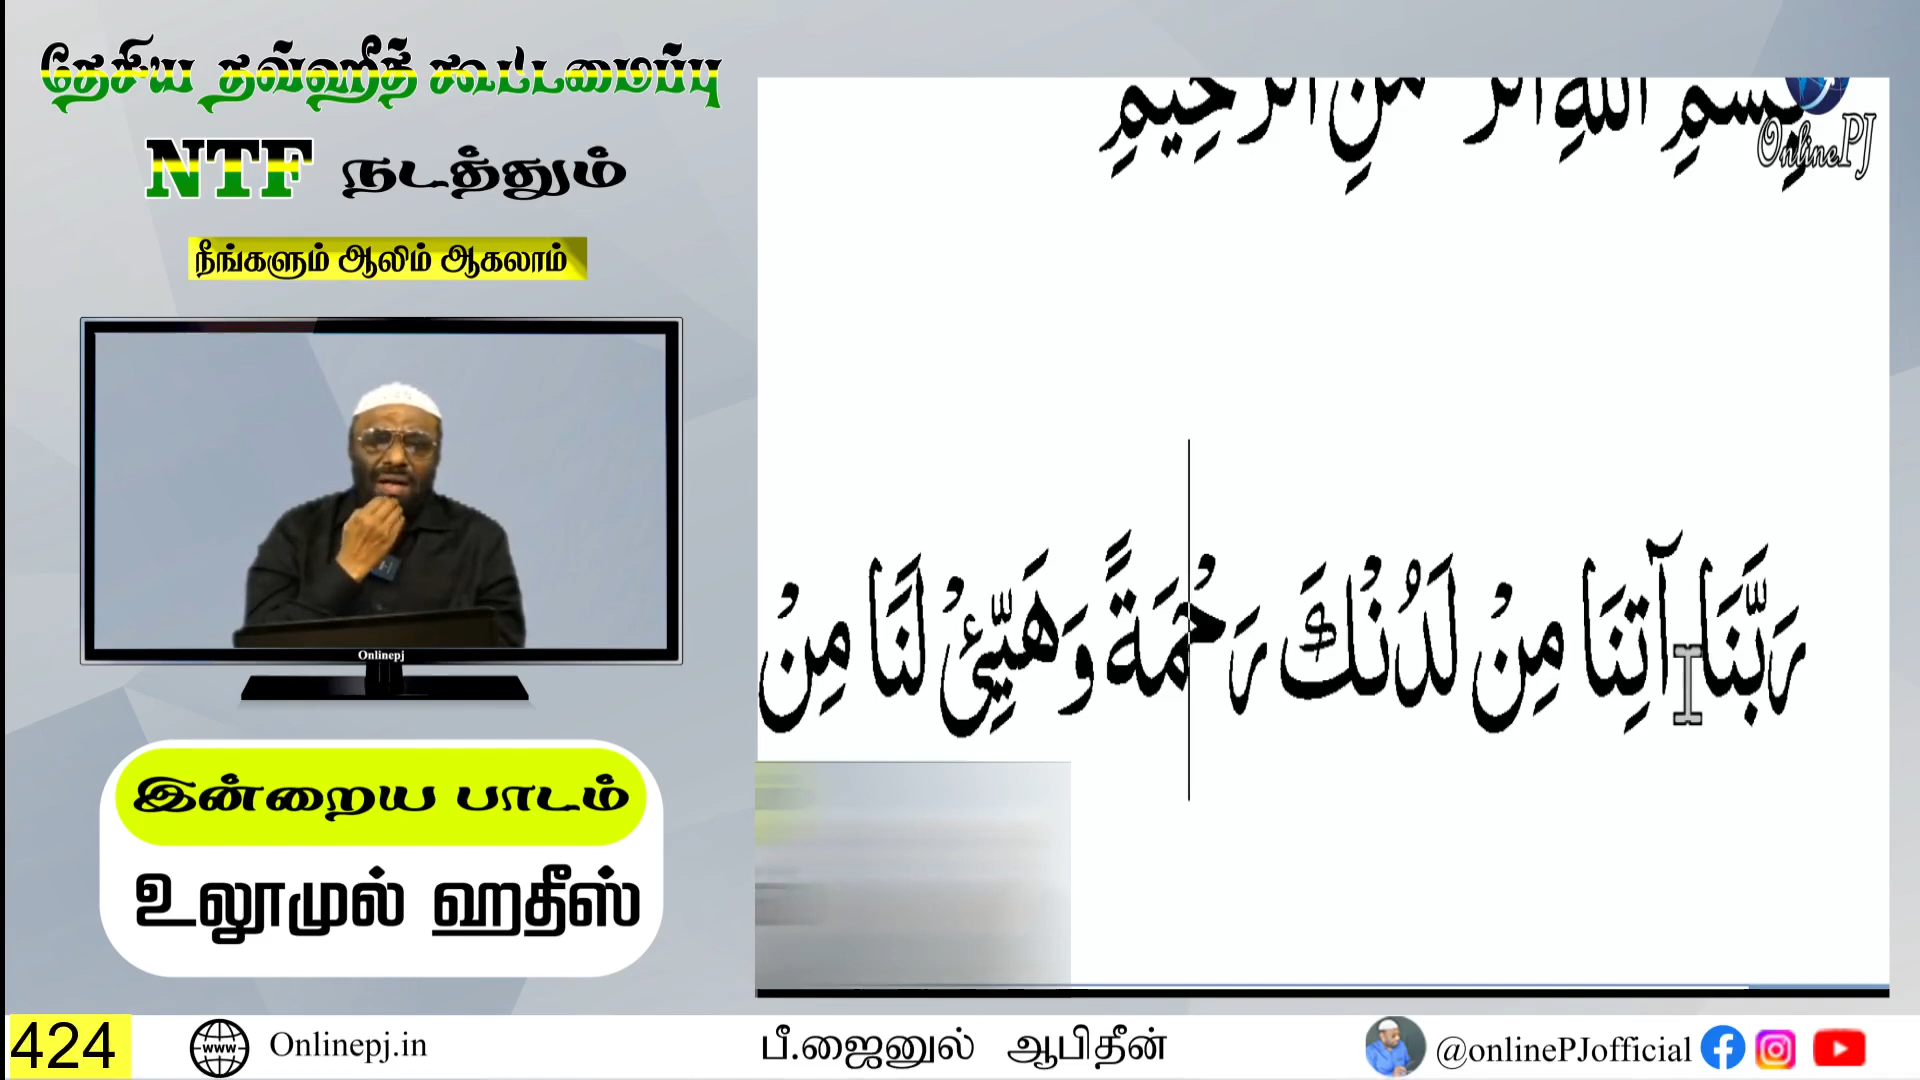 தேசிய தவ்ஹீத் கூட்டமைப்பு
NTF நடத்தும்
நீங்களும் ஆலிம் ஆகலாம்
Onlinepj
இன்றைய பாடம்
உலூமுல் ஹதீஸ்
بِسْمِ اللهِ الرَّحْمَنِ الرَّحِيمِ
OnlinePJ
رَبَّنَا آتِنَا مِنْ لَدُنْكَ رَحْمَةً وَهَيِّئْ لَنَا مِنْ
424
www
Onlinepj.in
பீ.ஜைனுல் ஆபிதீன்
@onlinePJofficial